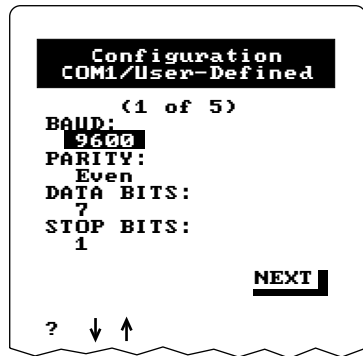 Configuration
COM1/User-Defined
(1 of 5)
BAUD:
9600
PARITY:
Even
DATA BITS:
7
STOP BITS:
1
NEXT
? ↓ ↑